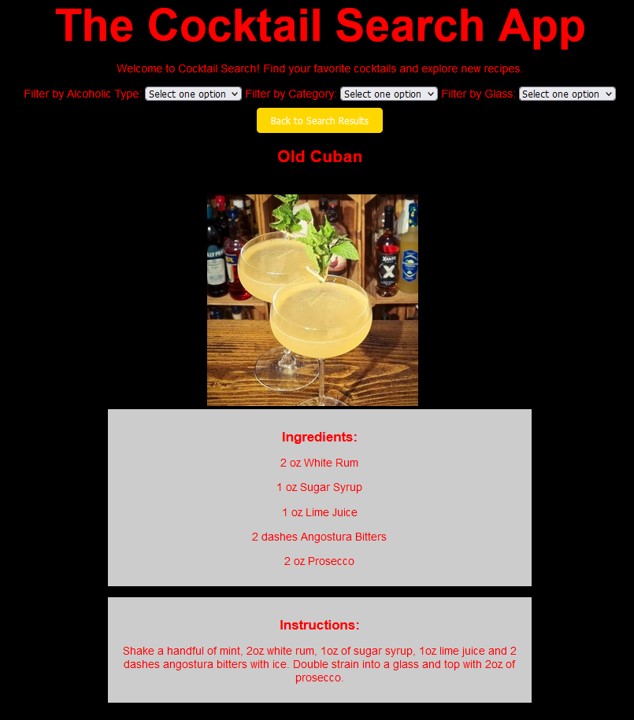 The Cocktail Search App
Welcome to Cocktail Search! Find your favorite cocktails and explore new recipes
Filter by Alcoholic Type: Select one option Filter by Category: Select one option Filter by Glass: Select one option
Back to Search Results
Old Cuban
Ingredients:
2 oz White Rum
1 oz Sugar Syrup
1 oz Lime Juice
2 dashes Angostura Bitters
2 oz Prosecco
Instructions:
Shake a handful of mint, 2oz white rum, 1oz of sugar syrup, 1oz lime juice and 2
dashes angostura bitters with ice. Double strain into a glass and top with 2oz of
prosecco.